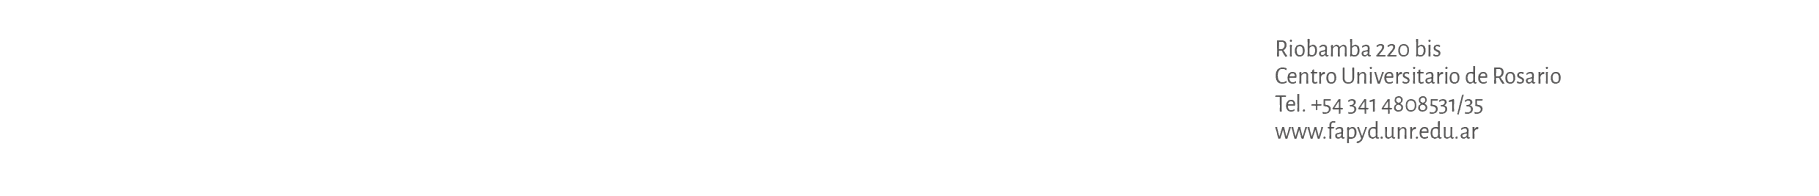 Riobamba 220 bis
Centro Universitario de Rosario
Tel. +54 341 4808531/35
www.fapyd.unr.edu.ar